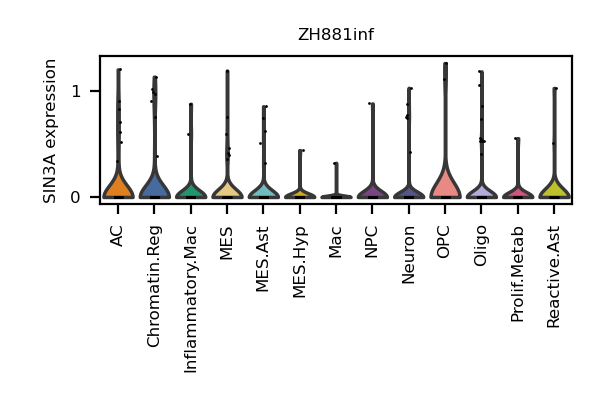 ZH881inf
SIN3A expression
1
0
AC
Chromatin.Reg
Inflammatory.Mac
MES
MES.Ast
MES.Hyp
Mac
NPC
Neuron
OPC
Oligo
Prolif.Metab
Reactive.Ast